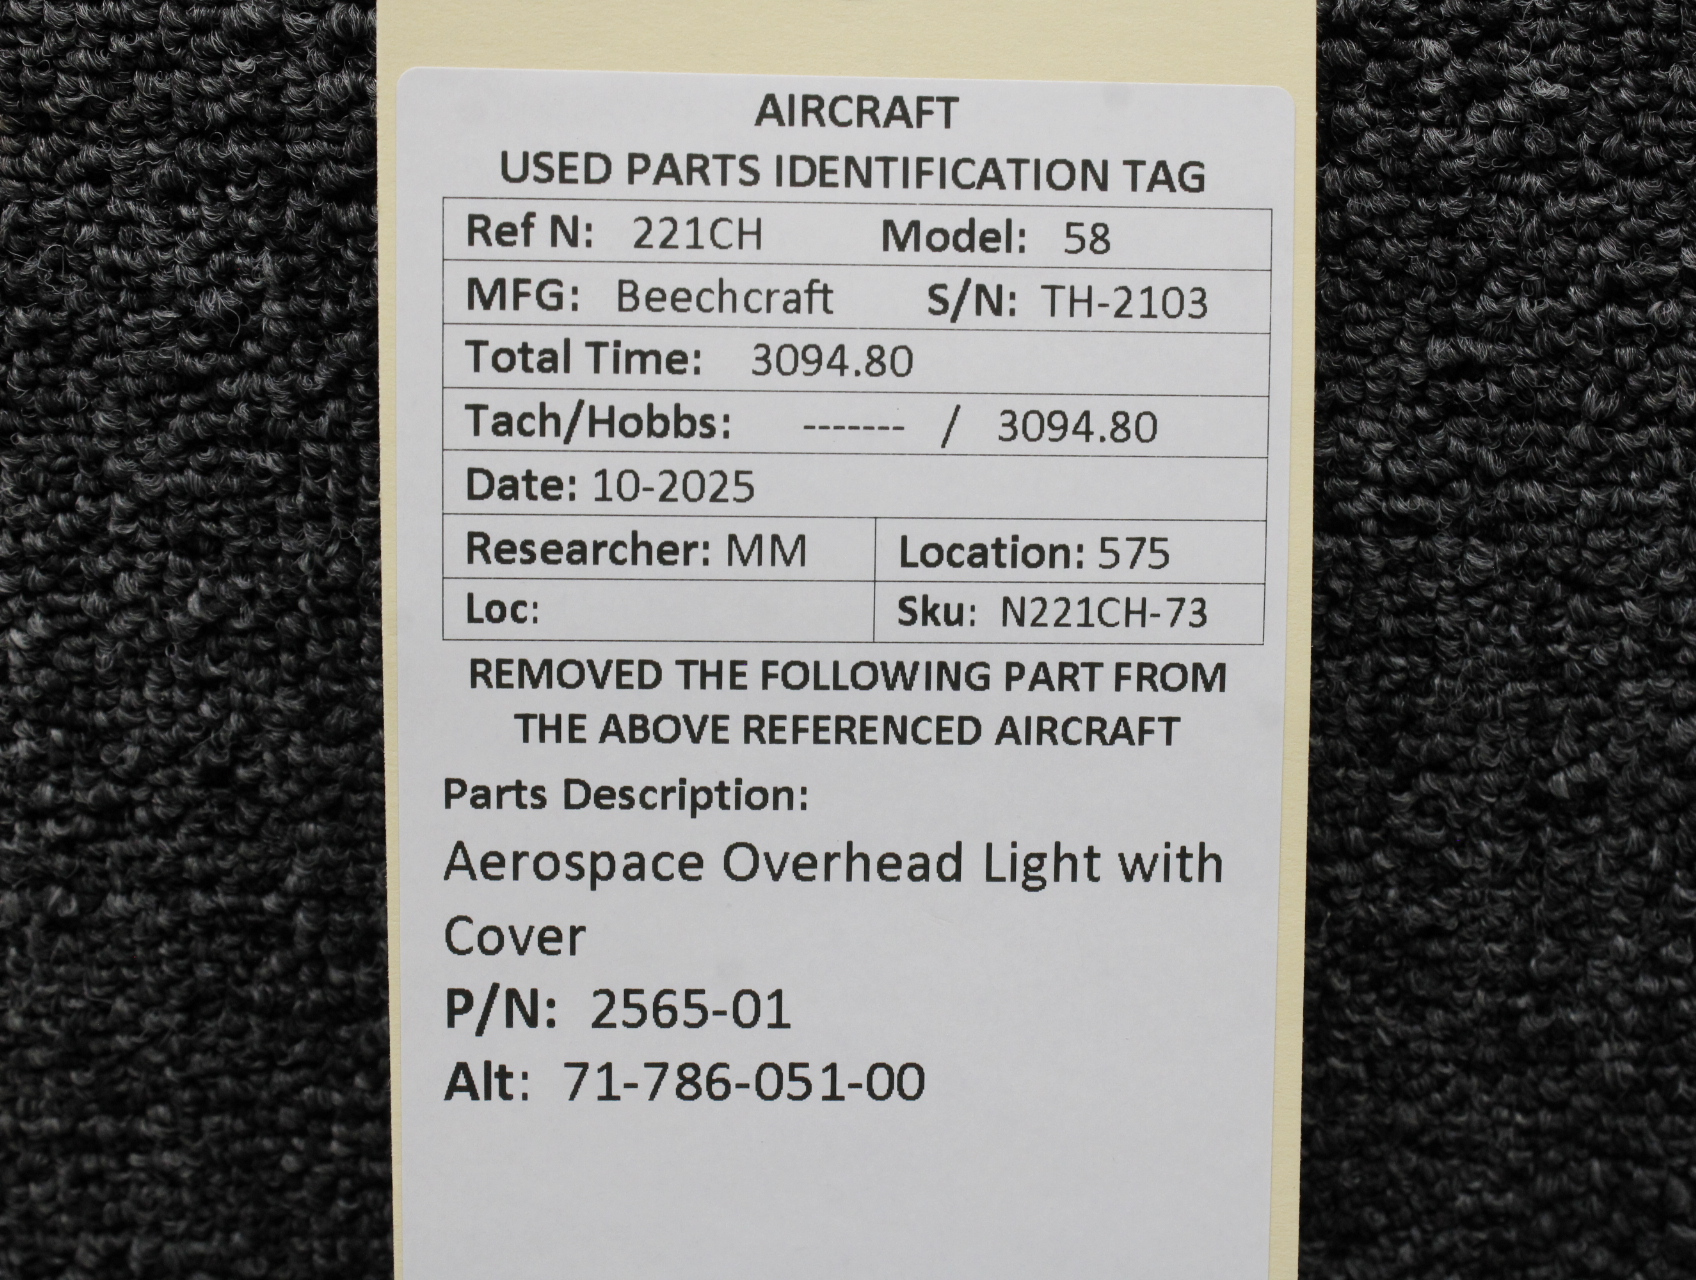 AIRCRAFT
USED PARTS IDENTIFICATION TAG
Ref N: 221CH Model: 58
MFG: Beechcraft S/N: TH-2103
Total Time: 3094.80
Tach/Hobbs: ------- / 3094.80
Date: 10-2025
Researcher: MM Location: 575
Loc: Sku: N221CH-73
REMOVED THE FOLLOWING PART FROM
THE ABOVE REFERENCED AIRCRAFT
Parts Description:
Aerospace Overhead Light with
Cover
P/N: 2565-01
Alt: 71-786-051-00